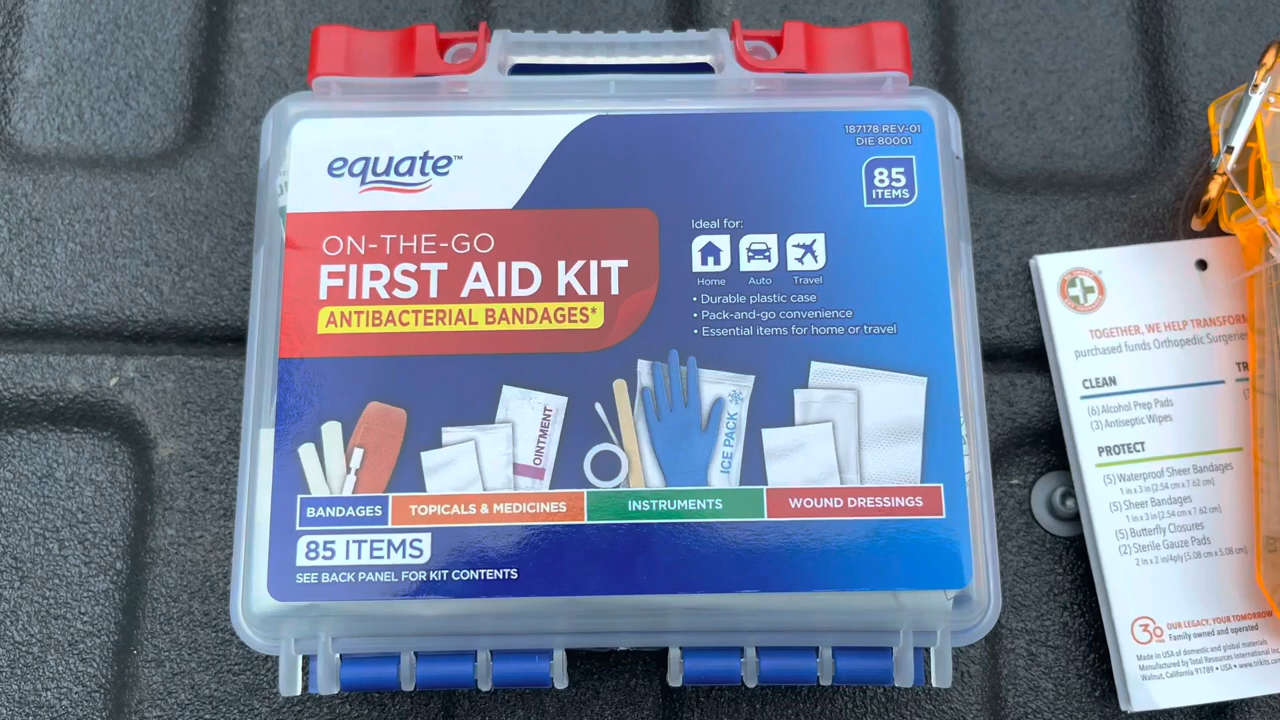 equate™
187178 REV-01
DIE 80001
85
ITEMS
ON-THE-GO
FIRST AID KIT
ANTIBACTERIAL BANDAGES*
Ideal for:
Home Auto Travel
• Durable plastic case
• Pack-and-go convenience
• Essential items for home or travel
OINTMENT
ICE PACK
BANDAGES
TOPICALS & MEDICINES
INSTRUMENTS
WOUND DRESSINGS
85 ITEMS
SEE BACK PANEL FOR KIT CONTENTS
TOGETHER, WE HELP TRANSFORM
purchased funds Orthopedic Surgeries
CLEAN
(6) Alcohol Prep Pads
(3) Antiseptic Wipes
PROTECT
(5) Waterproof Sheer Bandages
1 in x 3 in (2.54 cm x 7.62 cm)
(5) Sheer Bandages
1 in x 3 in (2.54 cm x 7.62 cm)
(5) Butterfly Closures
(2) Sterile Gauze Pads
2 in x 2 in/4ply (5.08 cm x 5.08 cm)
30
OUR LEGACY, YOUR TOMORROW
Family owned and operated
Made in USA of domestic and global materials
Manufactured by Total Resources International Inc.
Walnut, California 91789 • USA •